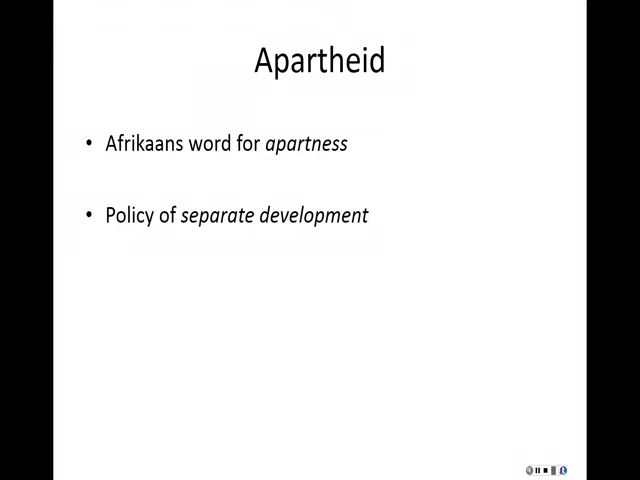 Apartheid
• Afrikaans word for apartness
• Policy of separate development